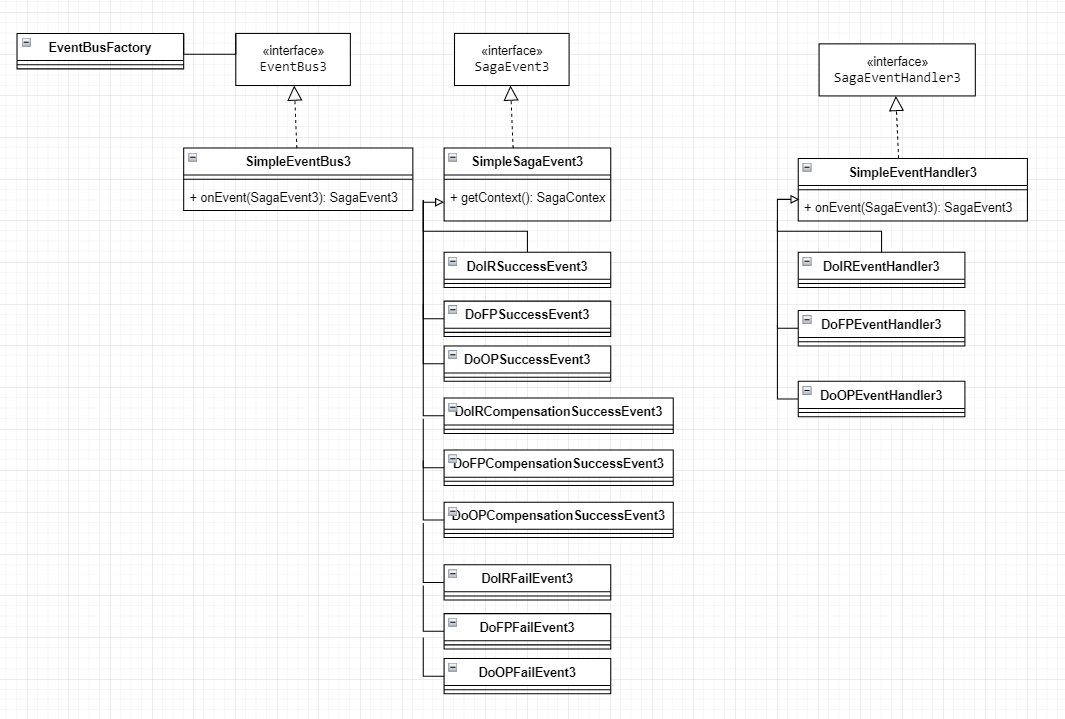 EventBusFactory
«interface»
EventBus3
SimpleEventBus3
+ onEvent(SagaEvent3): SagaEvent3
«interface»
SagaEvent3
SimpleSagaEvent3
+ getContext(): SagaContex
DoIRSuccessEvent3
DoFPSuccessEvent3
DoOPSuccessEvent3
DoIRCompensationSuccessEvent3
DoFPCompensationSuccessEvent3
DoOPCompensationSuccessEvent3
DoIRFailEvent3
DoFPFailEvent3
DoOPFailEvent3
«interface»
SagaEventHandler3
SimpleEventHandler3
+ onEvent(SagaEvent3): SagaEvent3
DoIREventHandler3
DoFPEventHandler3
DoOPEventHandler3